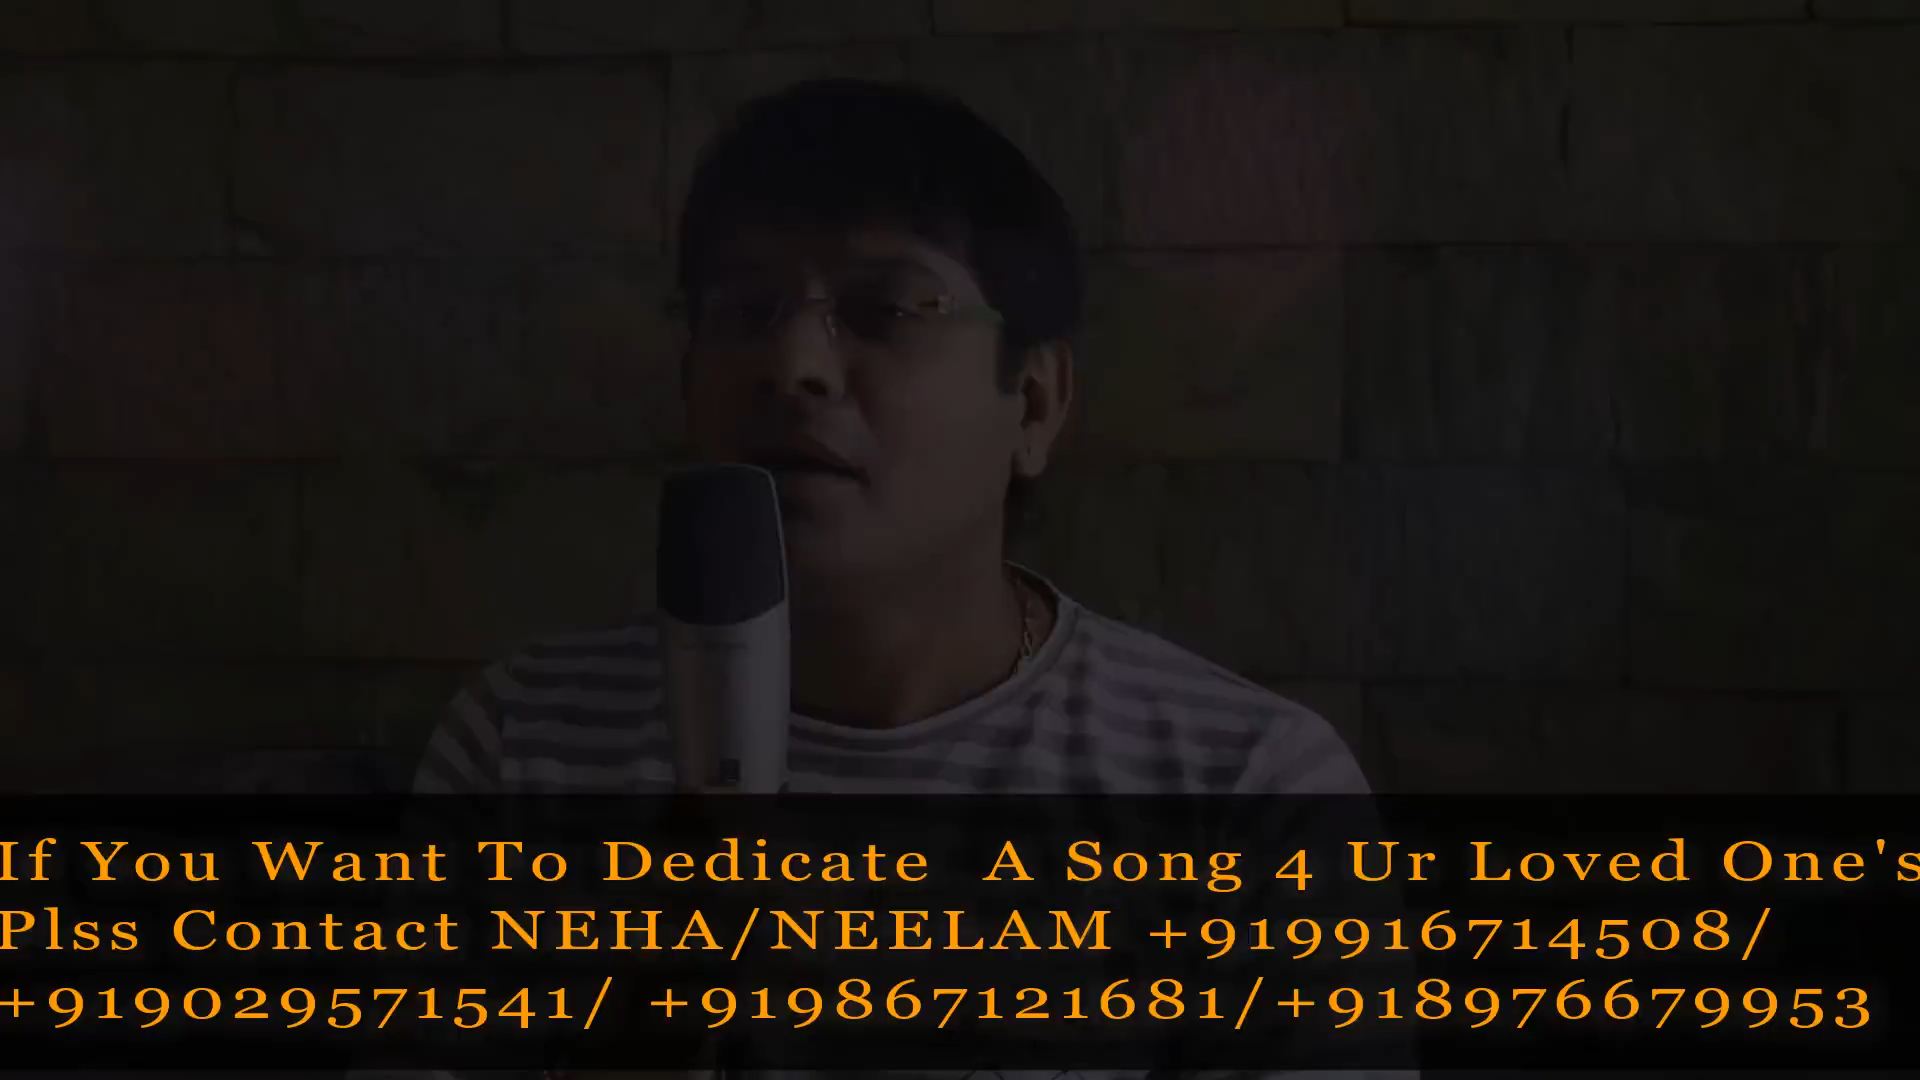 If You Want To Dedicate A Song 4 Ur Loved One's
Plss Contact NEHA/NEELAM +919916714508/
+919029571541/ +919867121681/+918976679953